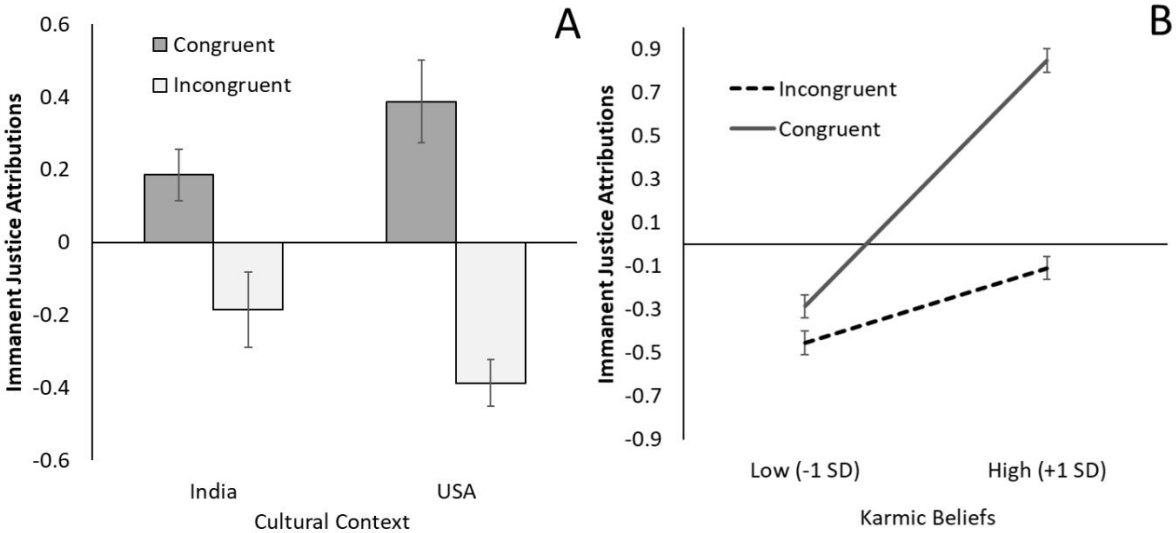 A
Congruent
Incongruent
Immanent Justice Attributions
0.6
0.4
0.2
0
-0.2
-0.4
-0.6
India
USA
Cultural Context
B
Incongruent
Congruent
Immanent Justice Attributions
0.9
0.7
0.5
0.3
0.1
-0.1
-0.3
-0.5
-0.7
-0.9
Low (-1 SD)
High (+1 SD)
Karmic Beliefs